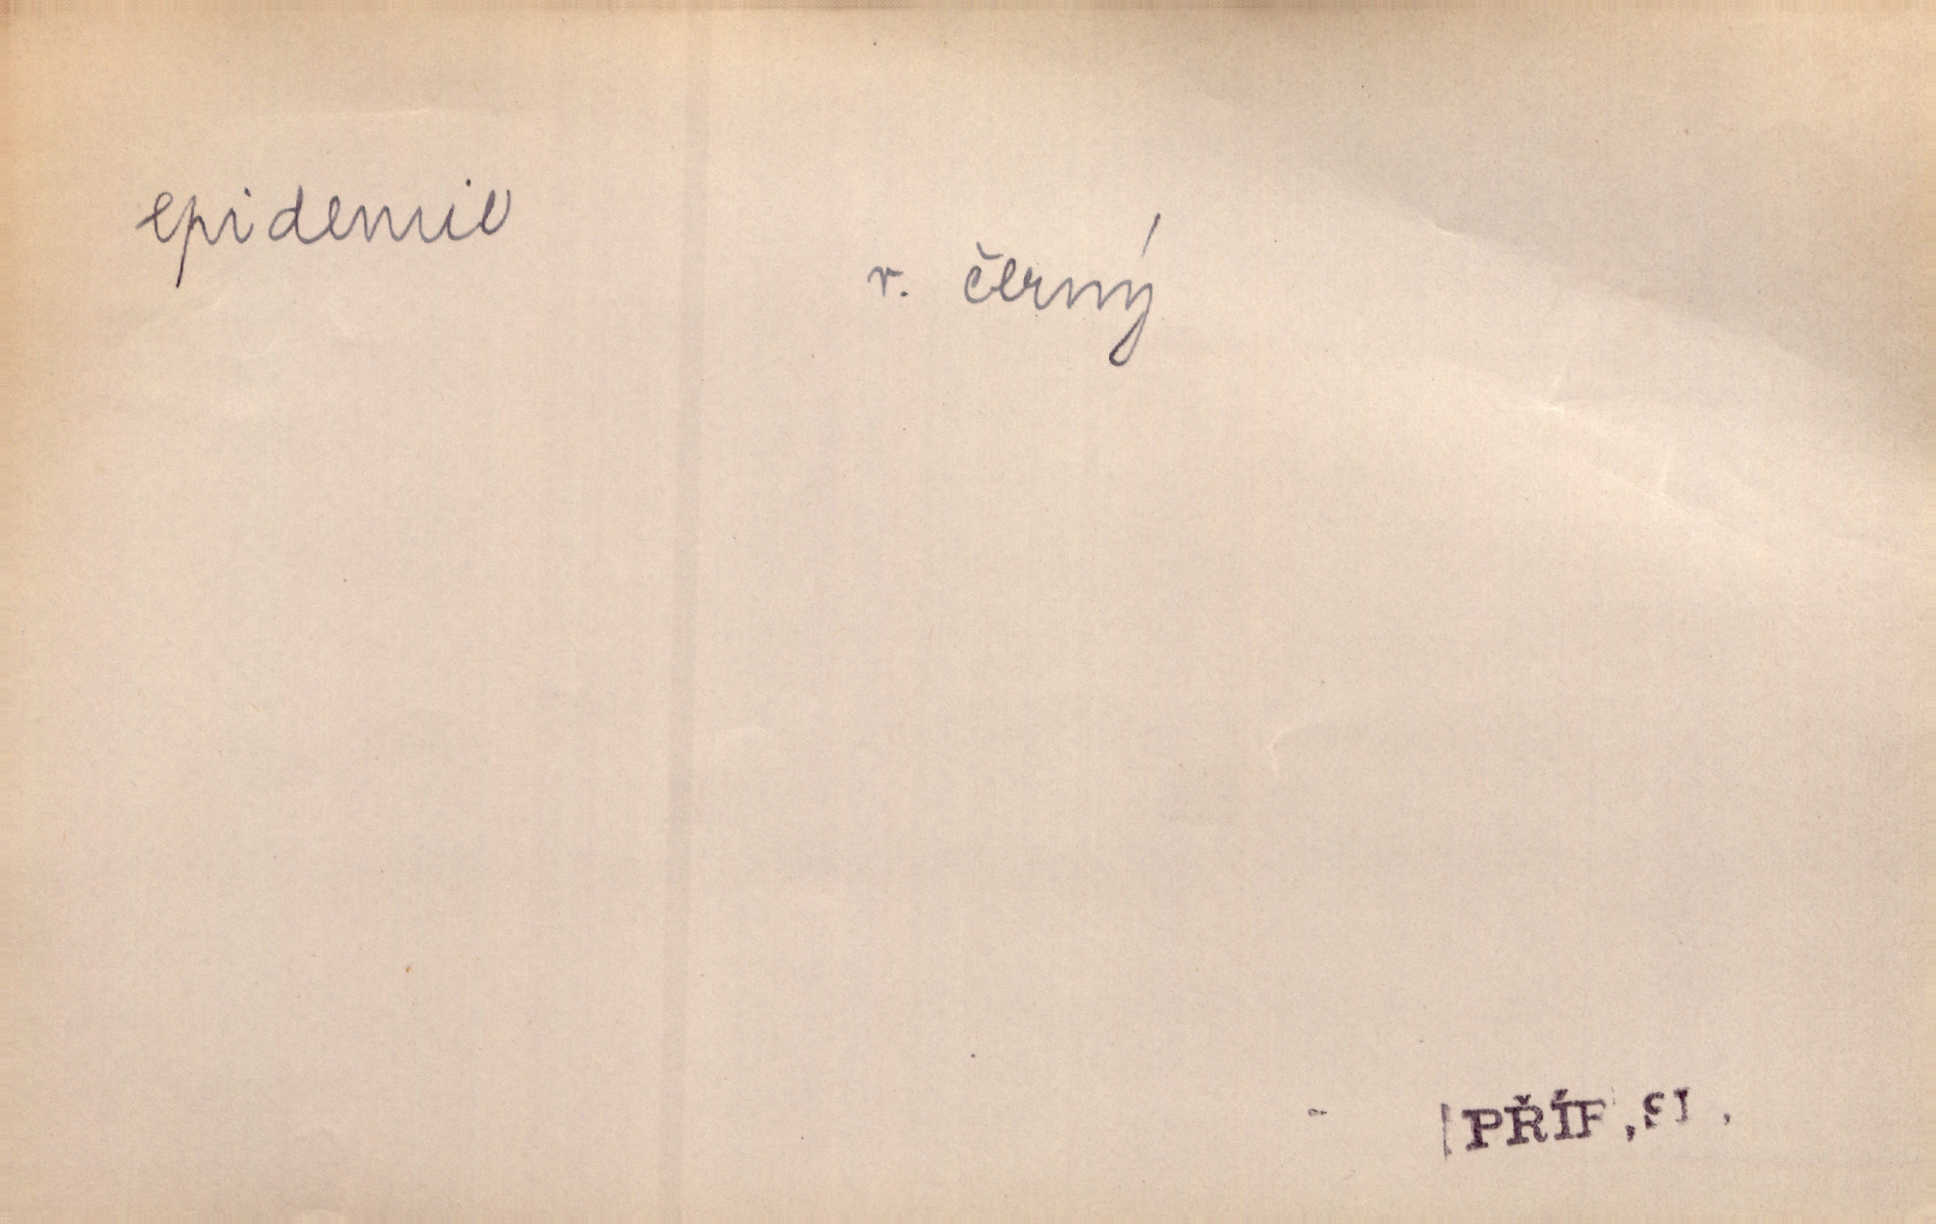 epidemie
v. černý
PŘÍF,SI,